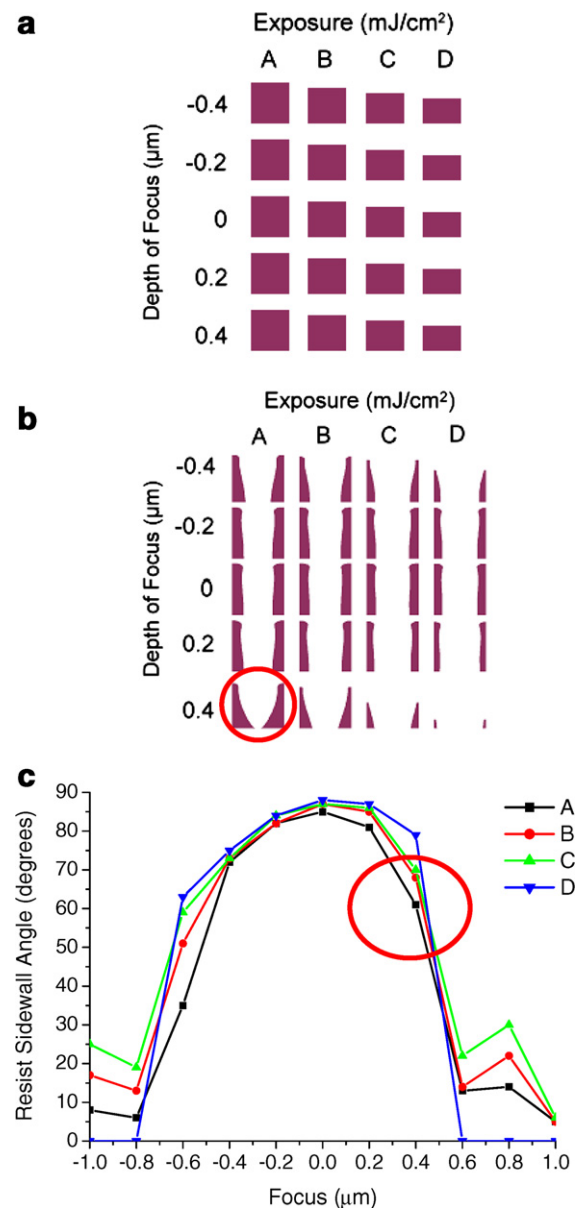 a
Exposure (mJ/cm²)
A B C D
Depth of Focus (µm)
-0.4
-0.2
0
0.2
0.4
b
Exposure (mJ/cm²)
A B C D
Depth of Focus (µm)
-0.4
-0.2
0
0.2
0.4
c
Resist Sidewall Angle (degrees)
90
80
70
60
50
40
30
20
10
0
-1.0 -0.8 -0.6 -0.4 -0.2 0.0 0.2 0.4 0.6 0.8 1.0
Focus (µm)
A
B
C
D